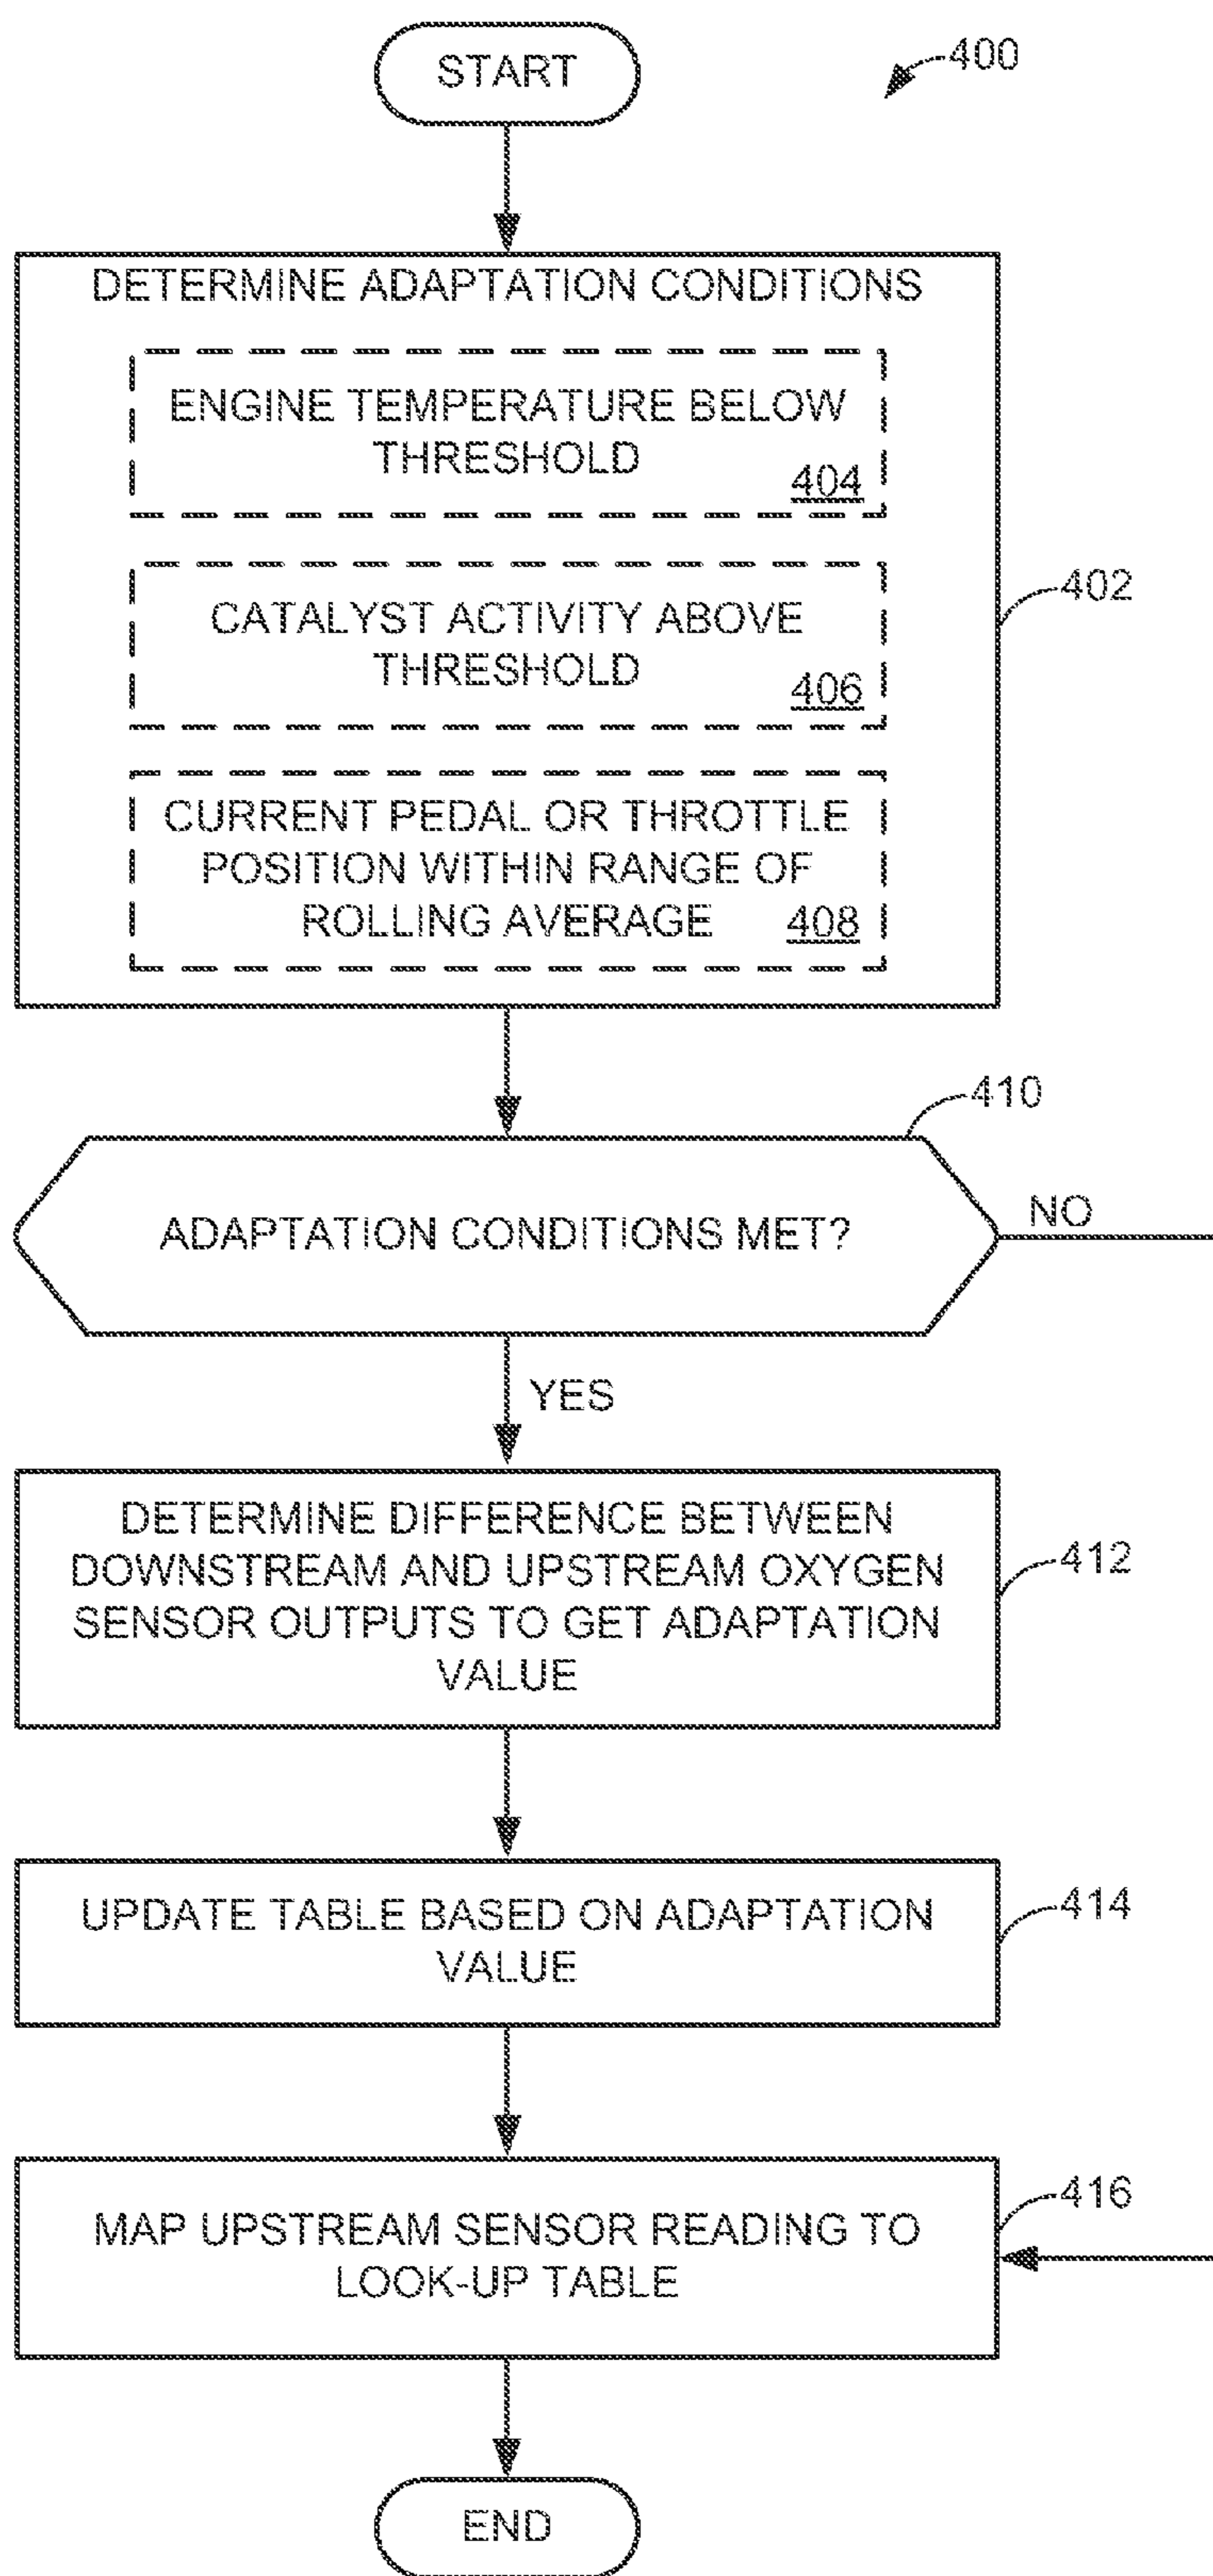 START
400
DETERMINE ADAPTATION CONDITIONS
ENGINE TEMPERATURE BELOW
THRESHOLD
404
CATALYST ACTIVITY ABOVE
THRESHOLD
406
402
CURRENT PEDAL OR THROTTLE
POSITION WITHIN RANGE OF
ROLLING AVERAGE 408
410
ADAPTATION CONDITIONS MET?
NO
YES
DETERMINE DIFFERENCE BETWEEN
DOWNSTREAM AND UPSTREAM OXYGEN
SENSOR OUTPUTS TO GET ADAPTATION
VALUE
412
UPDATE TABLE BASED ON ADAPTATION
VALUE
414
MAP UPSTREAM SENSOR READING TO
LOOK-UP TABLE
416
END